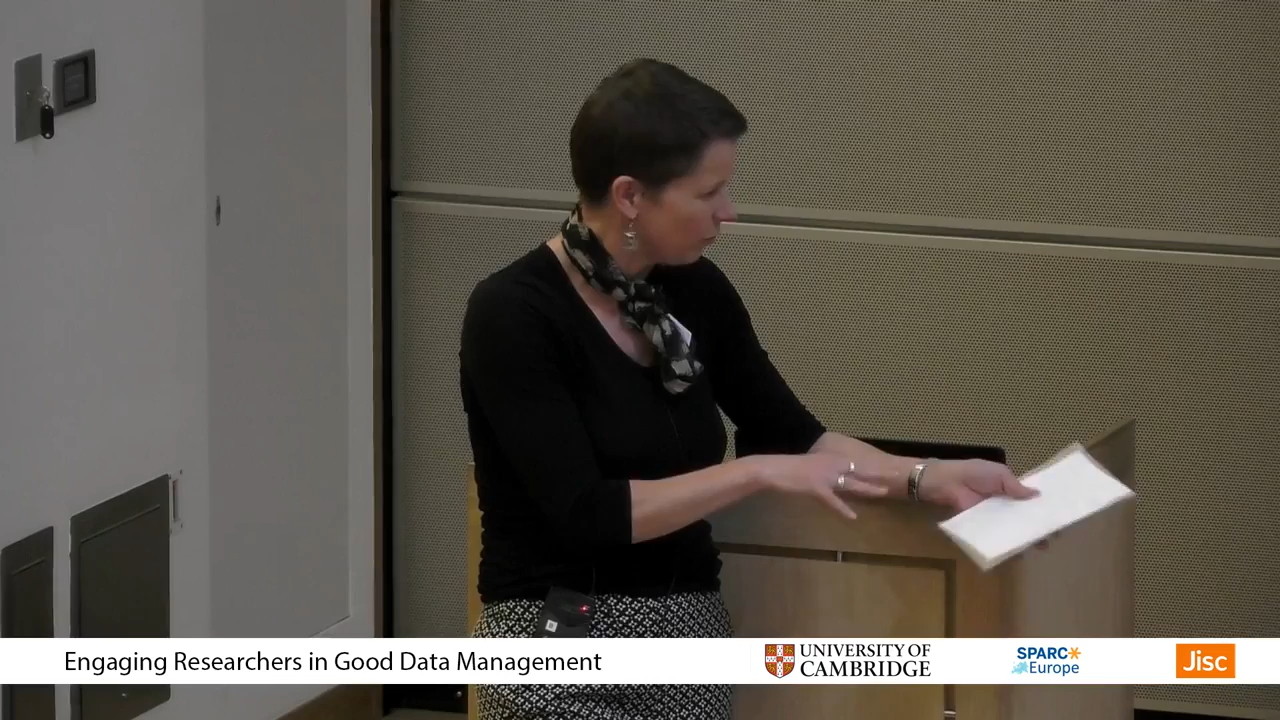 Engaging Researchers in Good Data Management
UNIVERSITY OF
CAMBRIDGE
SPARC*
Europe
Jisc